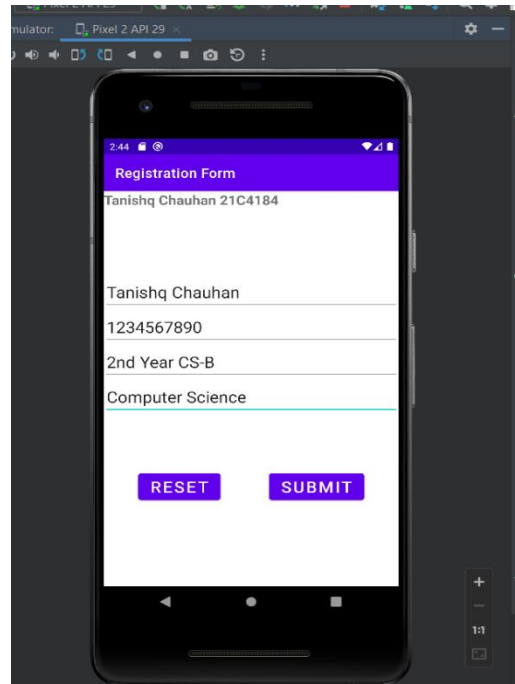 mulator: Pixel 2 API 29
2:44
Registration Form
Tanishq Chauhan 21C4184
Tanishq Chauhan
1234567890
2nd Year CS-B
Computer Science
RESET SUBMIT
1:1